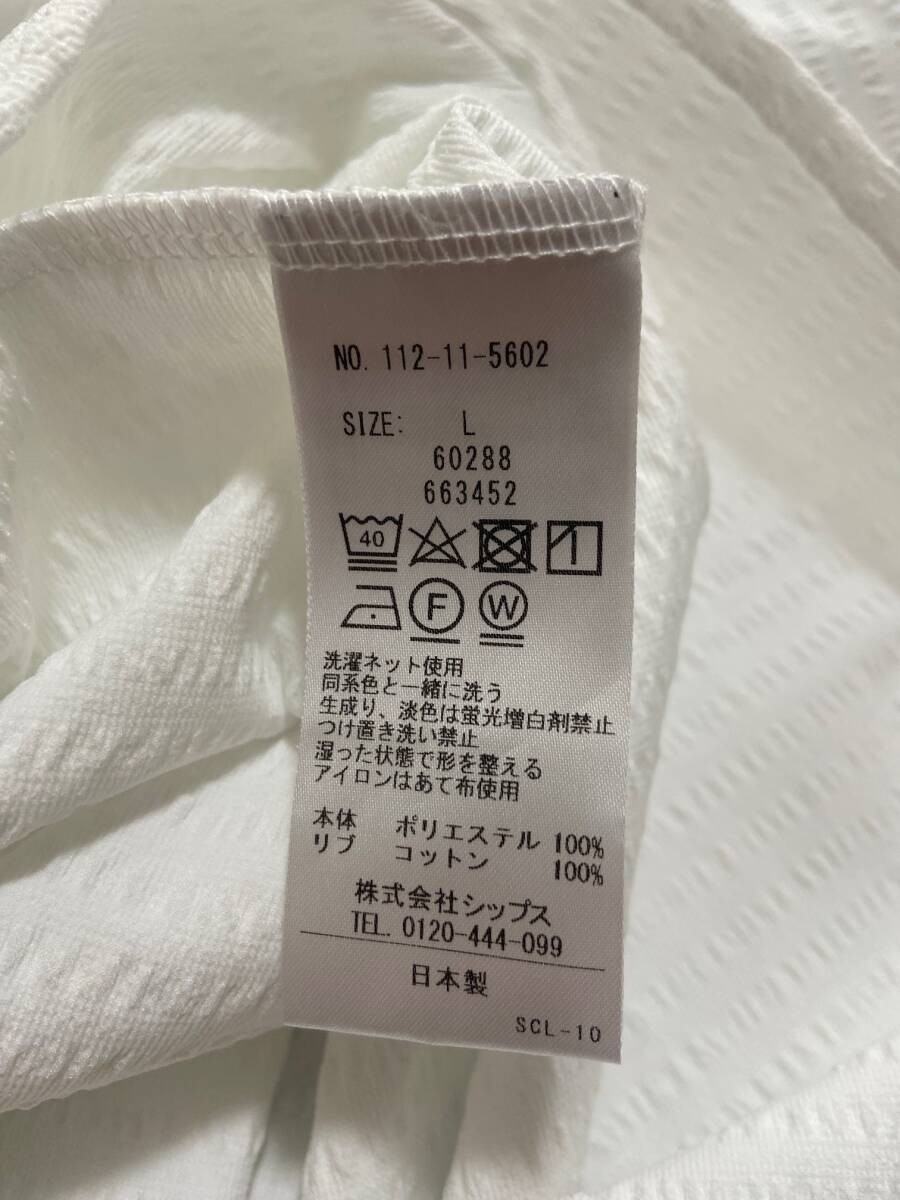 NO. 112-11-5602
SIZE: L
60288
663452
40
F W
洗濯ネット使用
同系色と一緒に洗う
生成り、淡色は蛍光増白剤禁止
つけ置き洗い禁止
湿った状態で形を整える
アイロンはあて布使用
本体 ポリエステル 100%
リブ コットン 100%
株式会社シップス
TEL. 0120-444-099
日本製
SCL-10